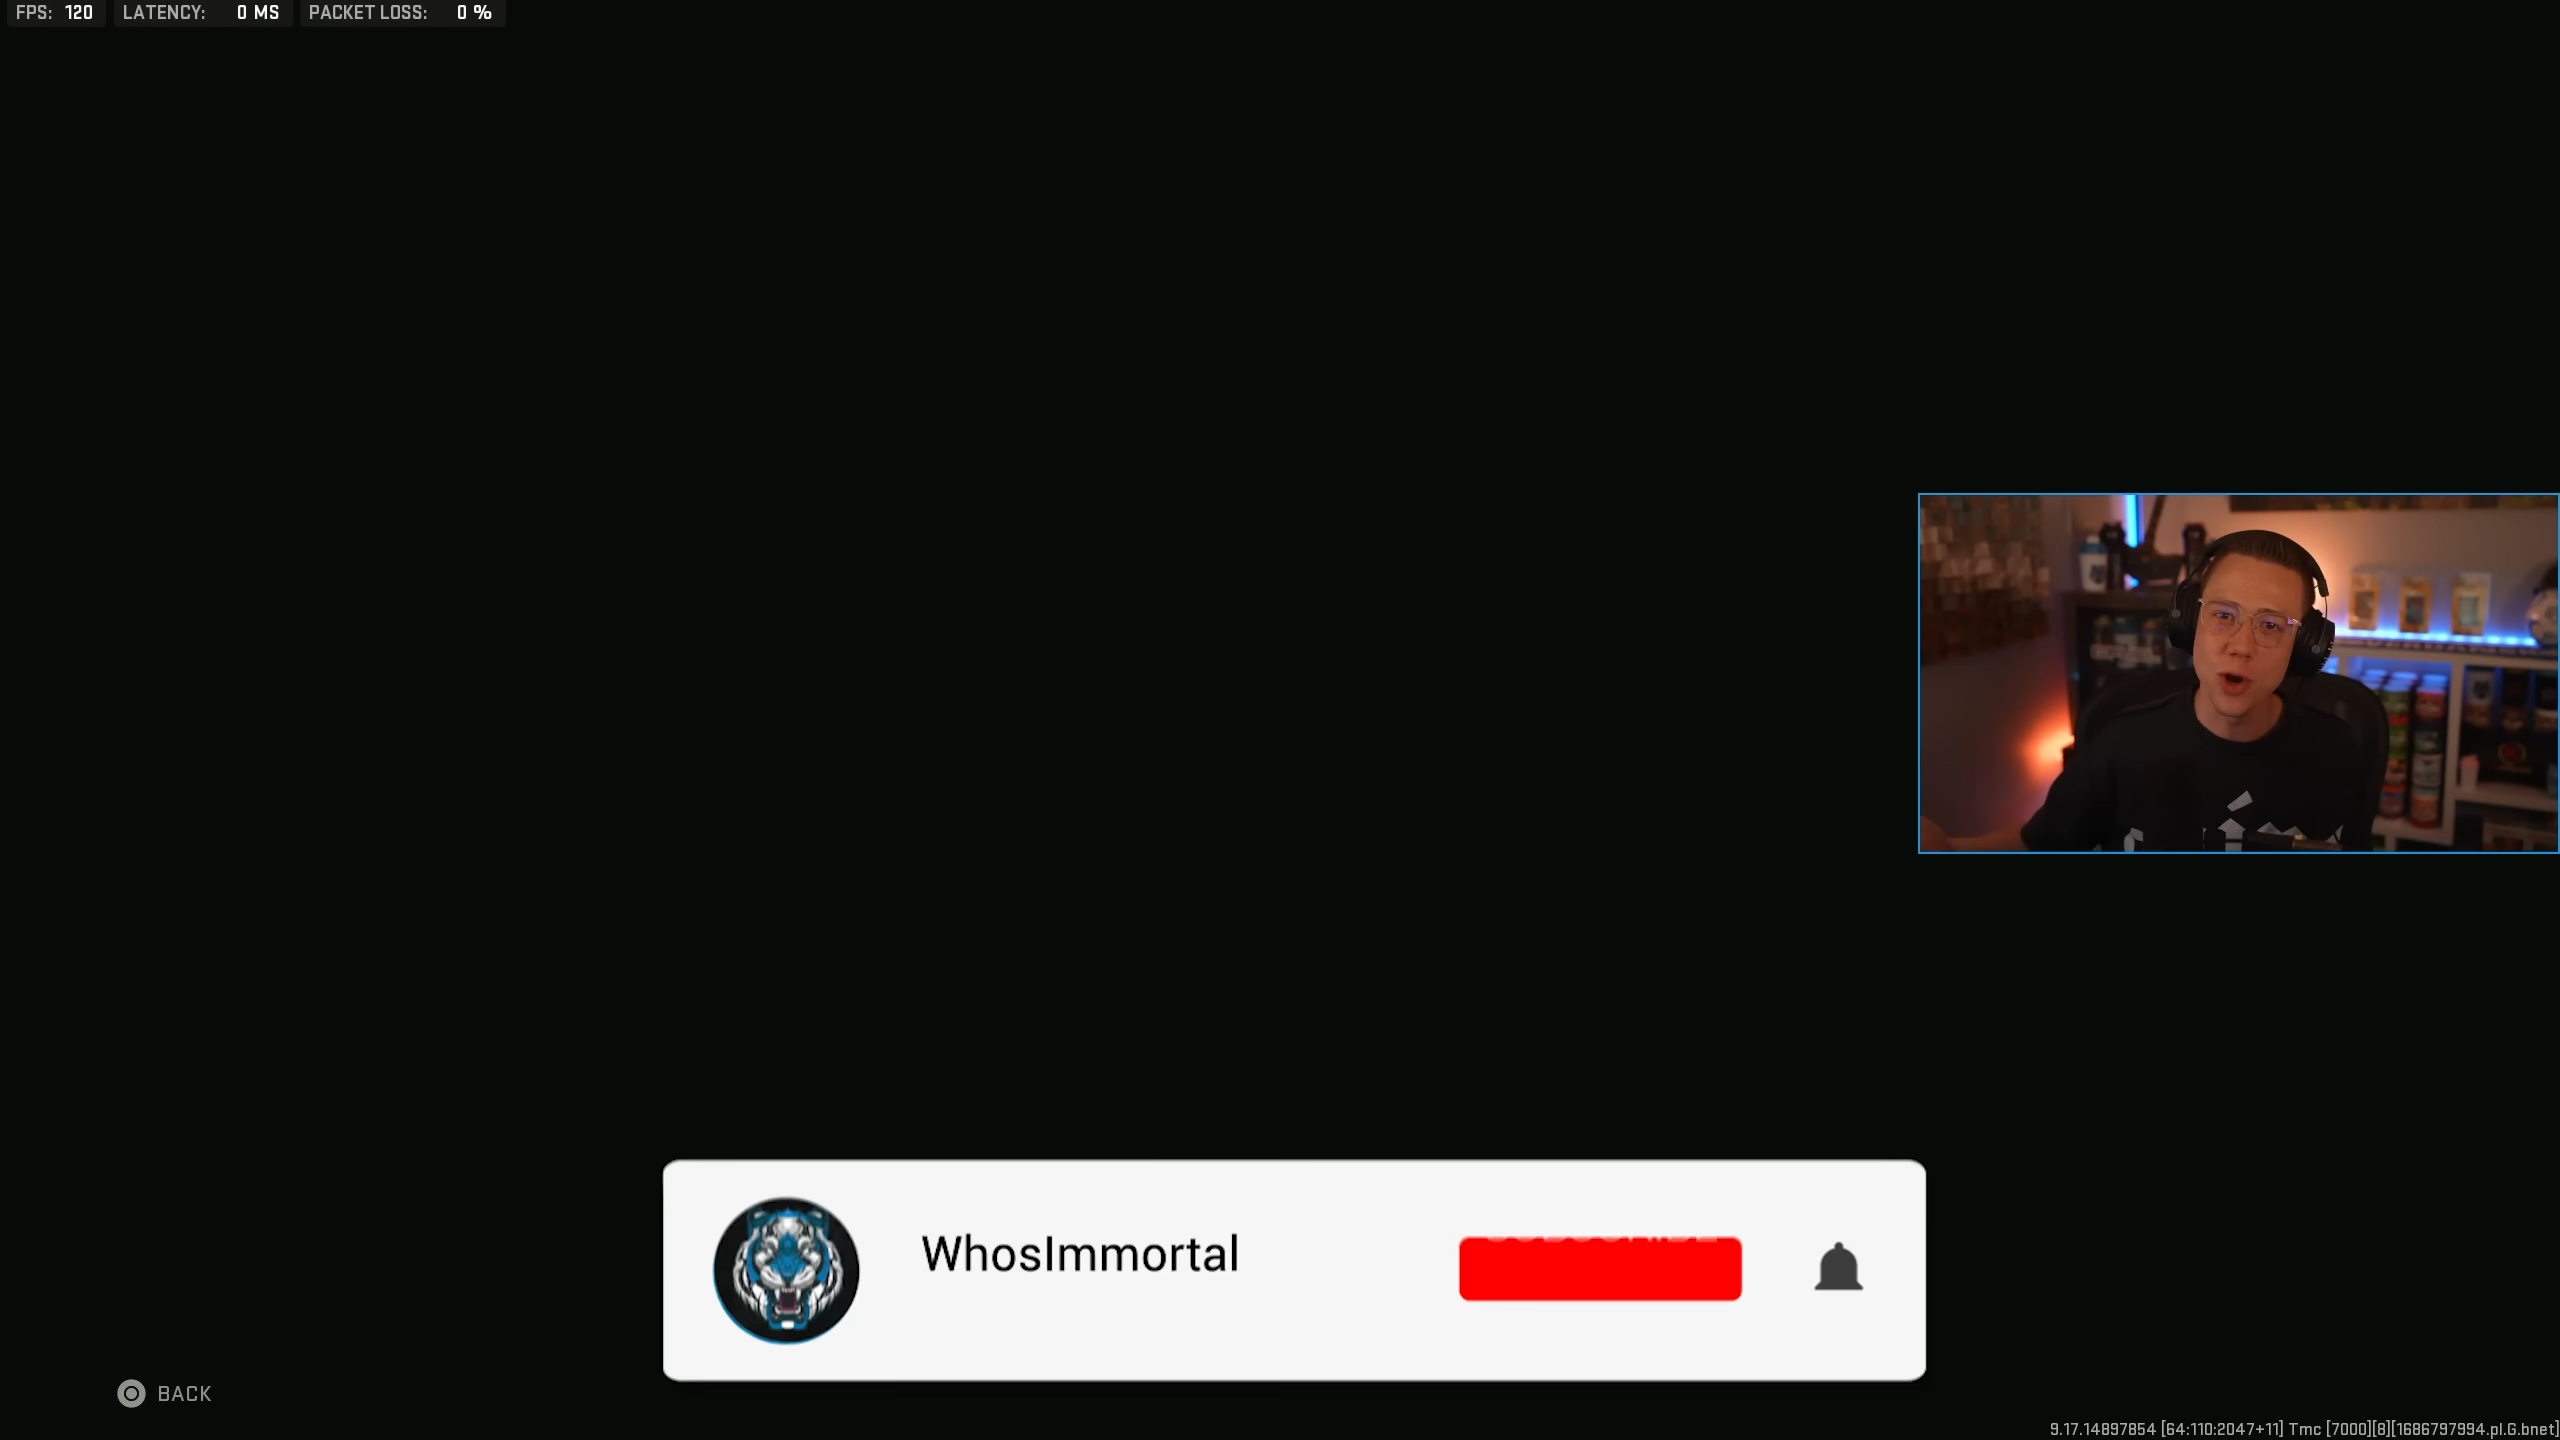 FPS: 120 LATENCY: 0 MS PACKET LOSS: 0 %
WhosImmortal
BACK
9.17.14897854 [64:110:2047+11] Tmc [7000][8][1686797994.pl.G.bnet]